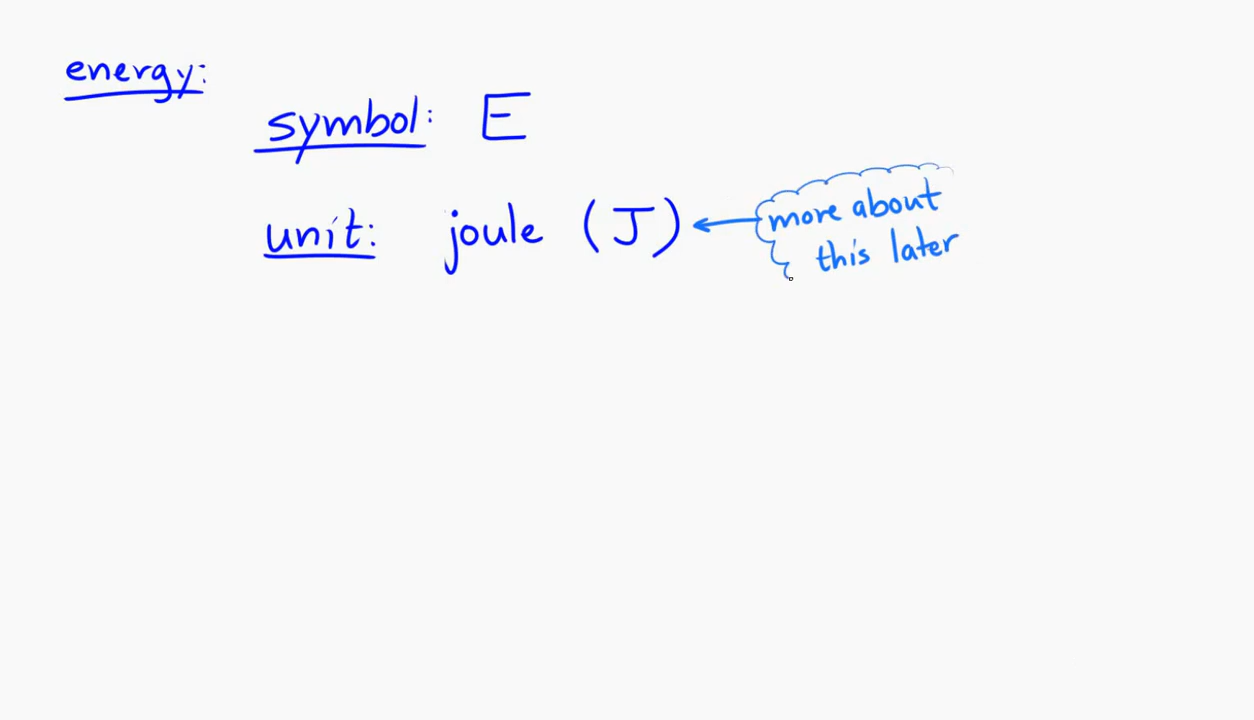 energy:
symbol: E
unit: joule (J)
more about
this later